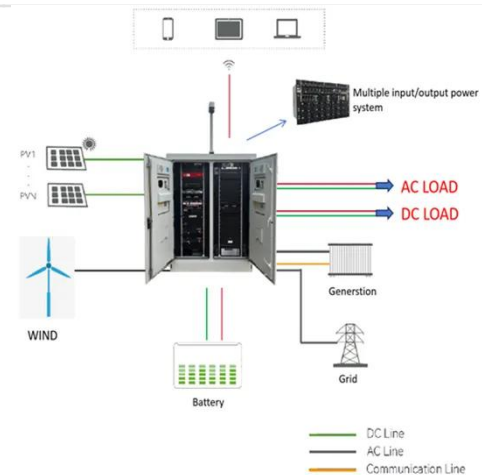 Multiple input/output power
system
PV1
PVN
AC LOAD
DC LOAD
WIND
Generstion
Grid
Battery
DC Line
AC Line
Communication Line